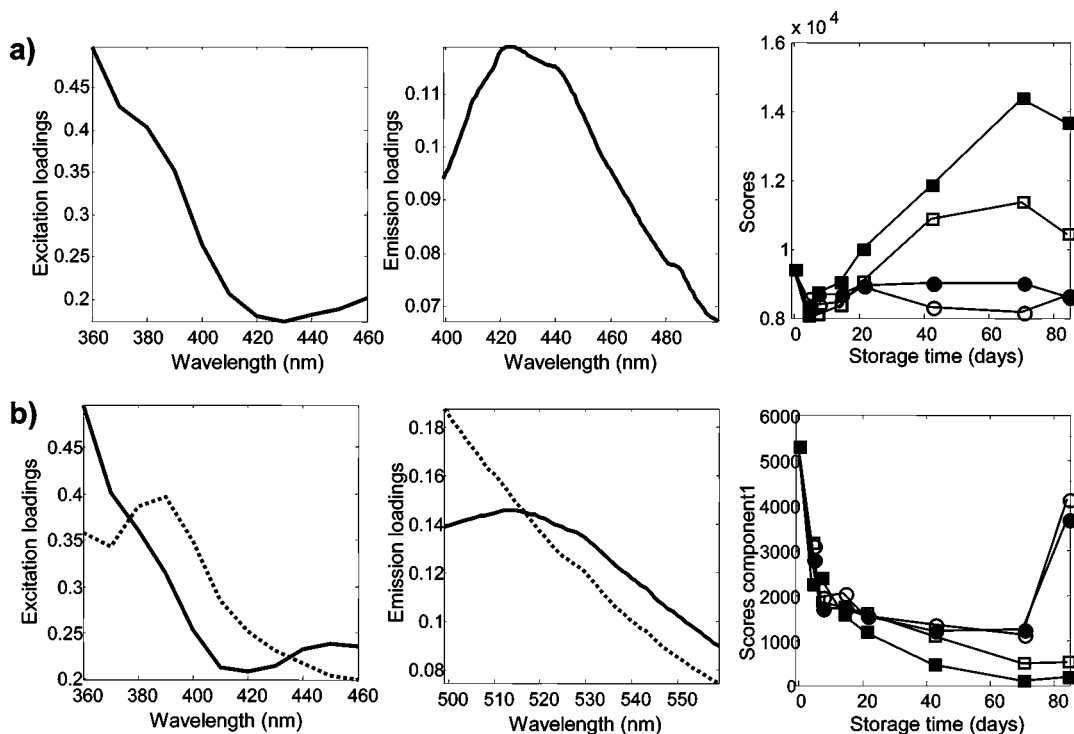 a)
Excitation loadings
0.45
0.4
0.35
0.3
0.25
0.2
360 380 400 420 440 460
Wavelength (nm)
Emission loadings
0.11
0.1
0.09
0.08
0.07
400 420 440 460 480
Wavelength (nm)
x 10^4
Scores
1.6
1.4
1.2
1
0.8
0 20 40 60 80
Storage time (days)
b)
Excitation loadings
0.45
0.4
0.35
0.3
0.25
0.2
360 380 400 420 440 460
Wavelength (nm)
Emission loadings
0.18
0.16
0.14
0.12
0.1
0.08
500 510 520 530 540 550
Wavelength (nm)
Scores component1
6000
5000
4000
3000
2000
1000
0
0 20 40 60 80
Storage time (days)